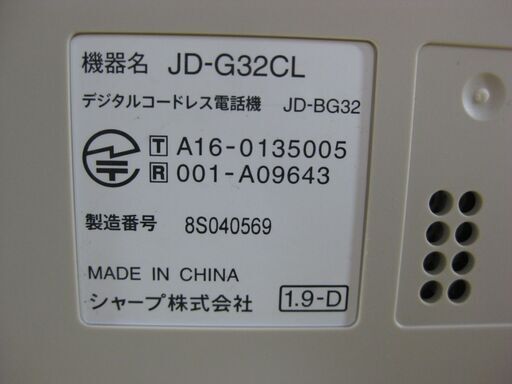 機器名 JD-G32CL
デジタルコードレス電話機 JD-BG32
T A16-0135005
R 001-A09643
製造番号 8S040569
MADE IN CHINA
シャープ株式会社 1.9-D